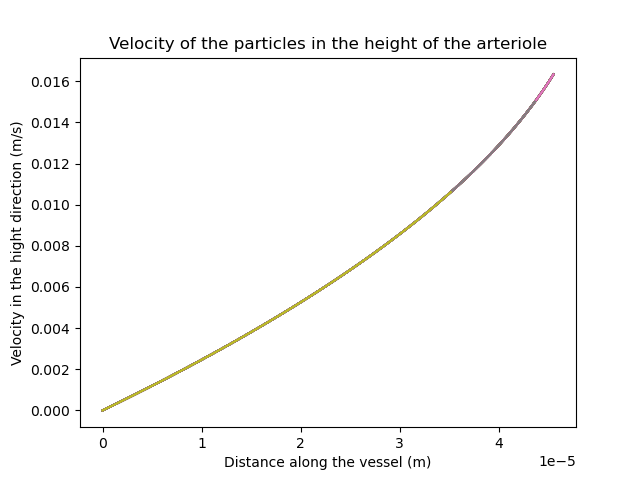 Velocity of the particles in the height of the arteriole
Velocity in the hight direction (m/s)
0.016
0.014
0.012
0.010
0.008
0.006
0.004
0.002
0.000
0 1 2 3 4
1e−5
Distance along the vessel (m)